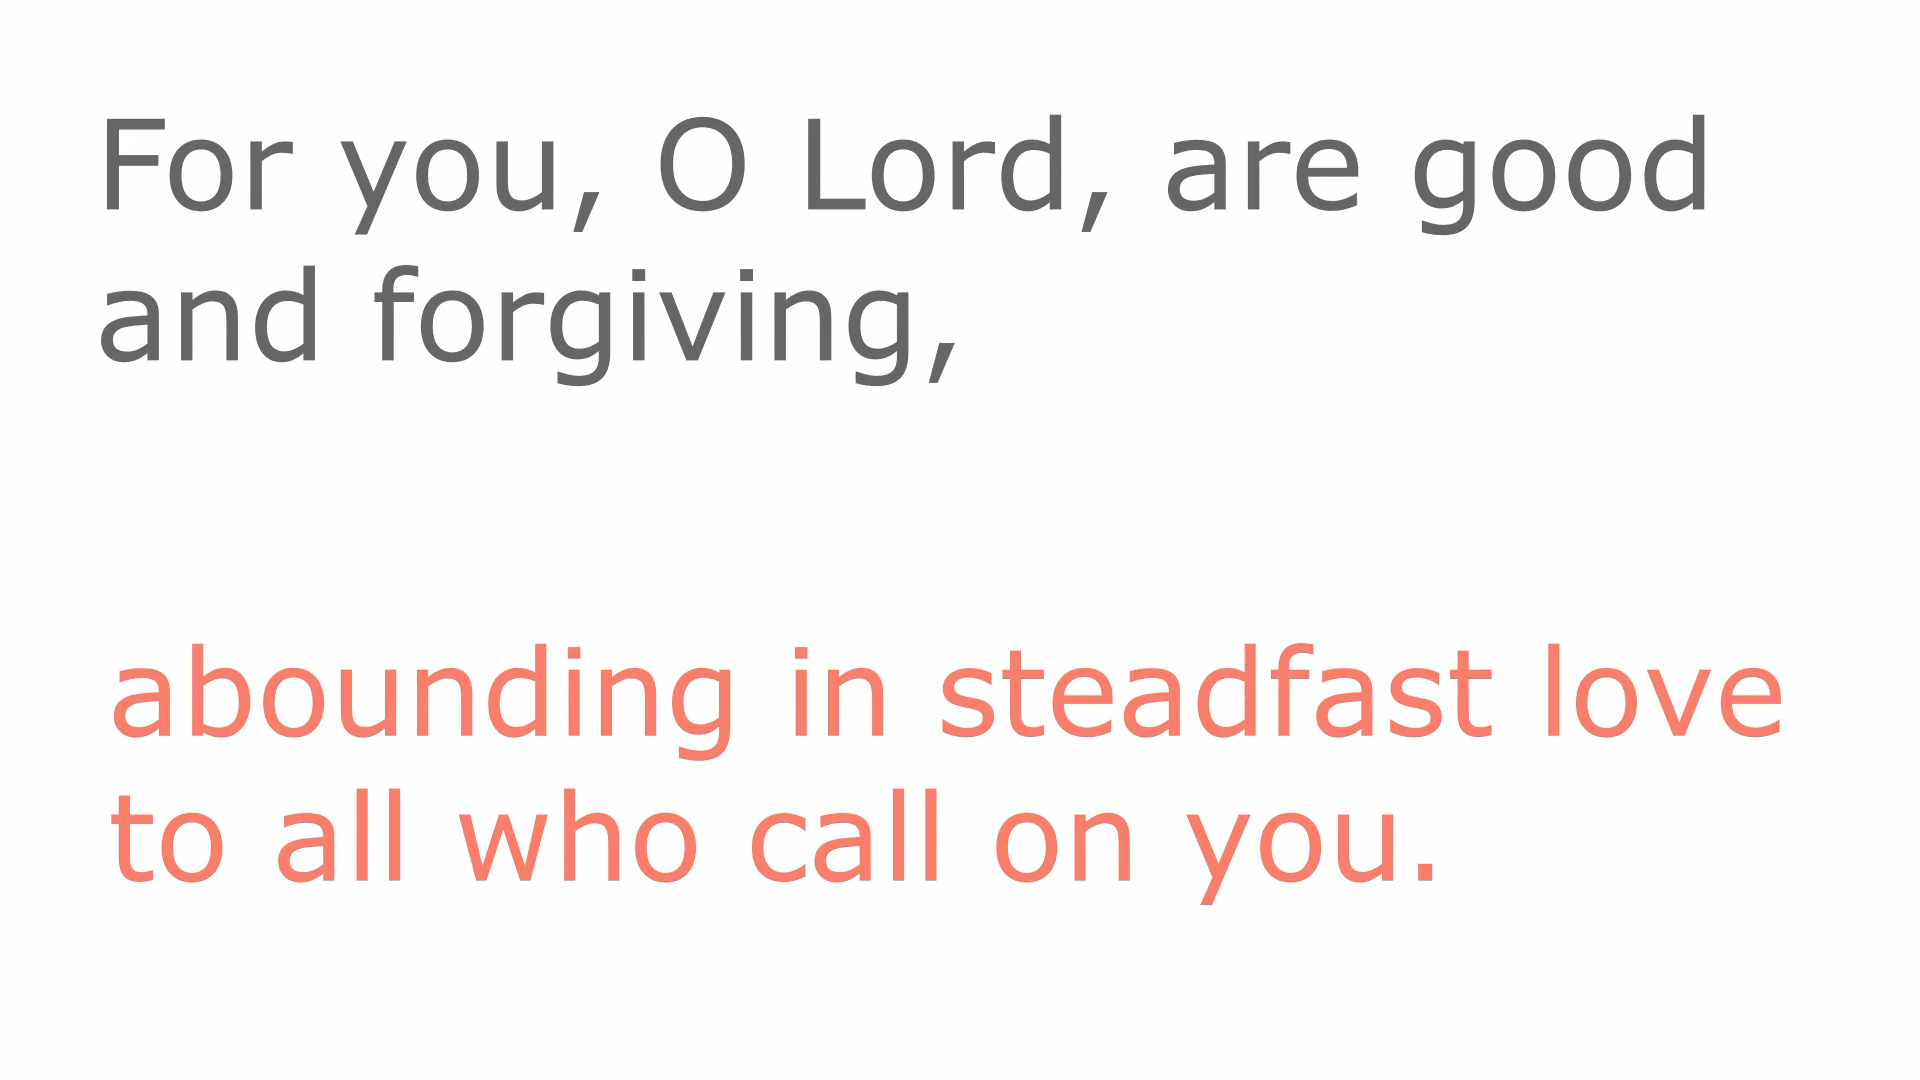 For you, O Lord, are good
and forgiving,
abounding in steadfast love
to all who call on you.